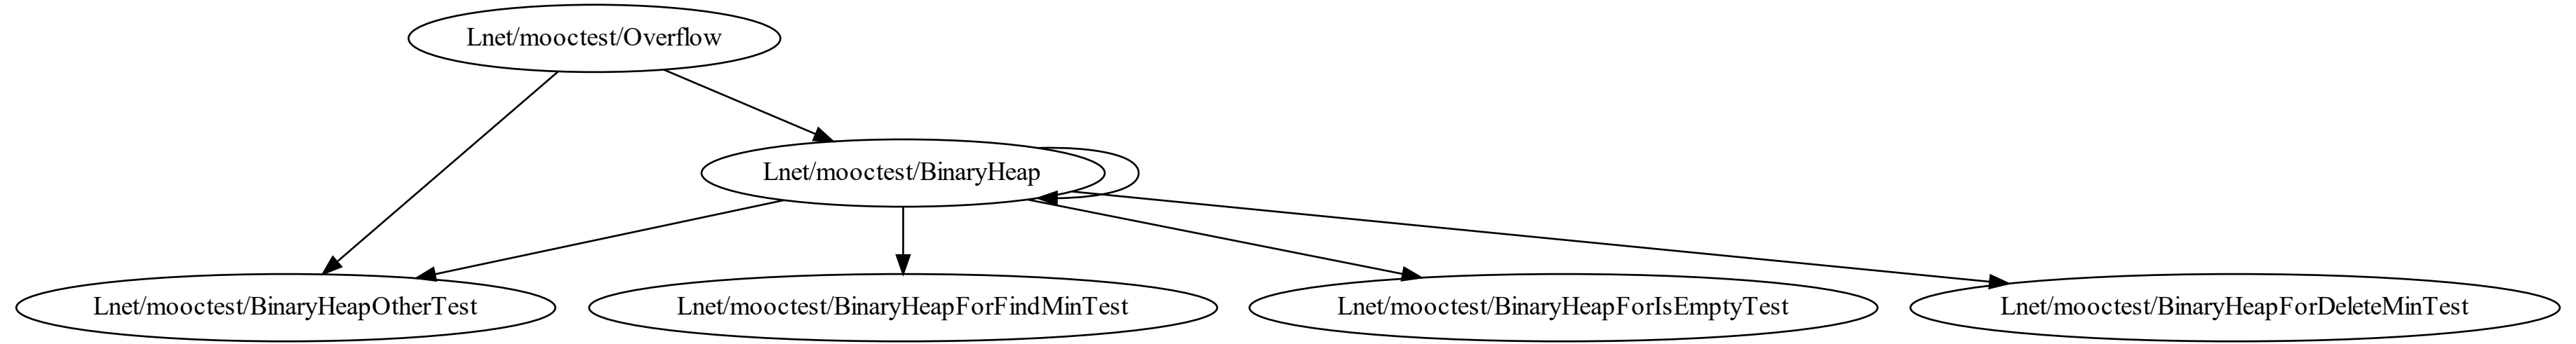 Lnet/mooctest/Overflow
Lnet/mooctest/BinaryHeap
Lnet/mooctest/BinaryHeapOtherTest
Lnet/mooctest/BinaryHeapForFindMinTest
Lnet/mooctest/BinaryHeapForIsEmptyTest
Lnet/mooctest/BinaryHeapForDeleteMinTest